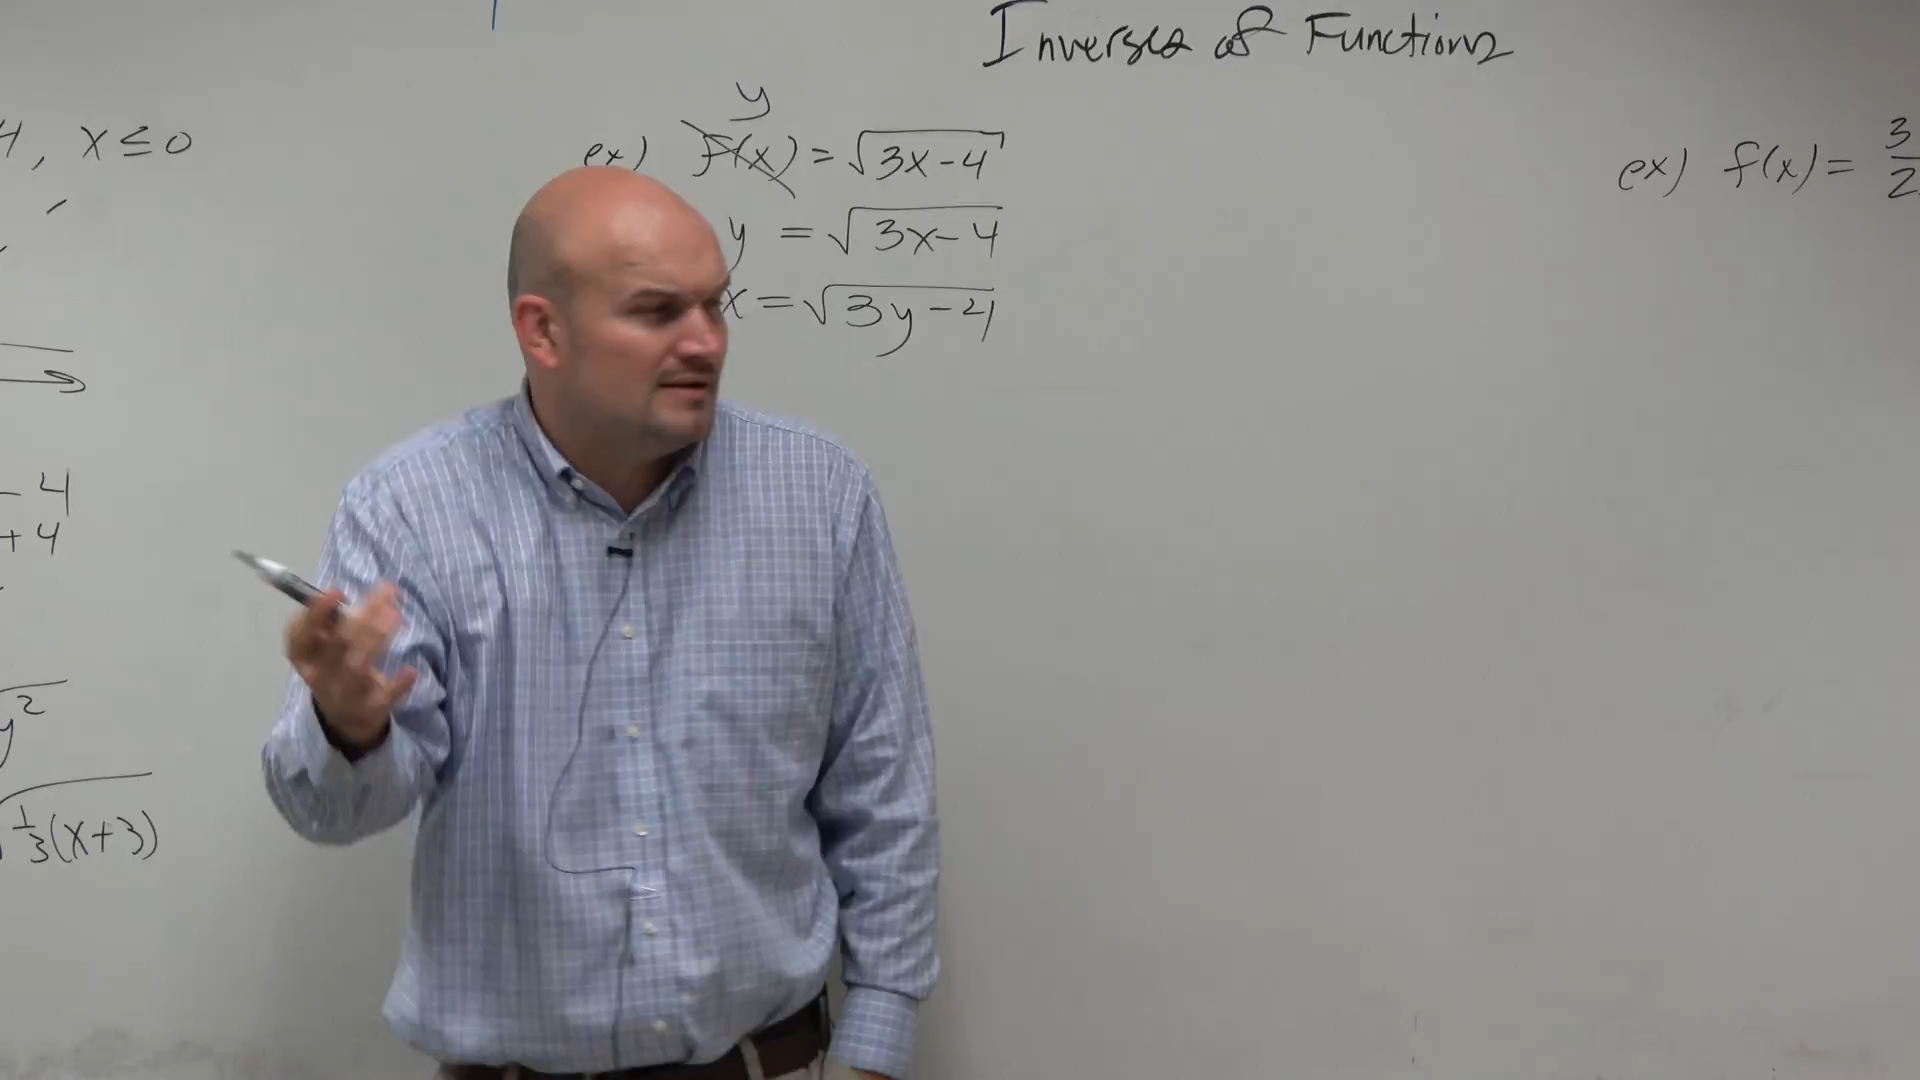 Inverses of Functions
, x ≤ 0
- 4
+ 4
y²
⅓(x+3)
y
ex) f(x) = √3x-4
y = √3x-4
x = √3y-4
ex) f(x) = 3/2